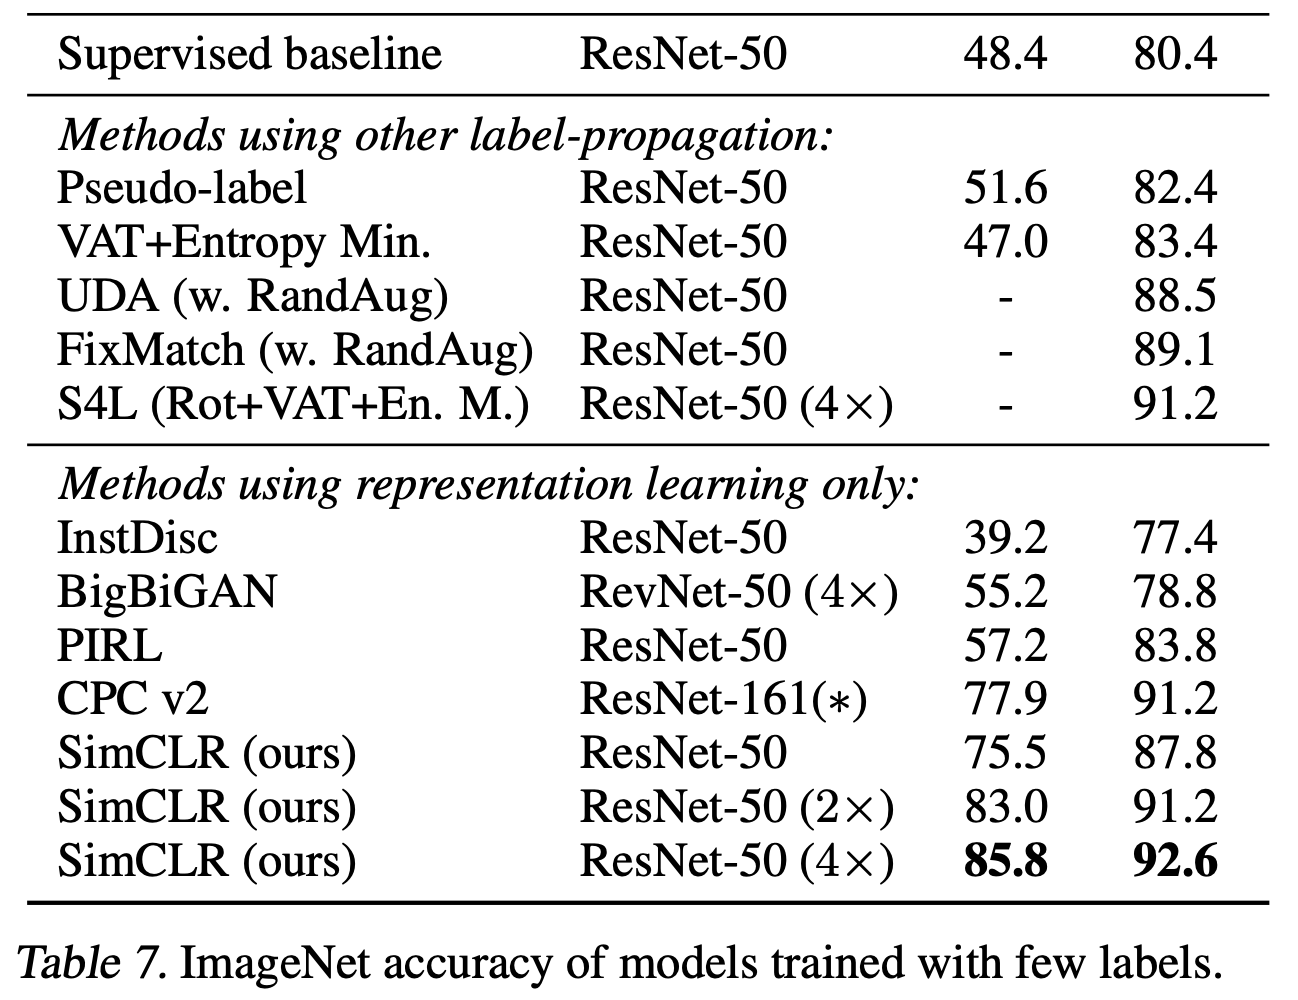 Supervised baseline ResNet-50 48.4 80.4
Methods using other label-propagation:
Pseudo-label ResNet-50 51.6 82.4
VAT+Entropy Min. ResNet-50 47.0 83.4
UDA (w. RandAug) ResNet-50 - 88.5
FixMatch (w. RandAug) ResNet-50 - 89.1
S4L (Rot+VAT+En. M.) ResNet-50 (4×) - 91.2
Methods using representation learning only:
InstDisc ResNet-50 39.2 77.4
BigBiGAN RevNet-50 (4×) 55.2 78.8
PIRL ResNet-50 57.2 83.8
CPC v2 ResNet-161(∗) 77.9 91.2
SimCLR (ours) ResNet-50 75.5 87.8
SimCLR (ours) ResNet-50 (2×) 83.0 91.2
SimCLR (ours) ResNet-50 (4×) 85.8 92.6
Table 7. ImageNet accuracy of models trained with few labels.